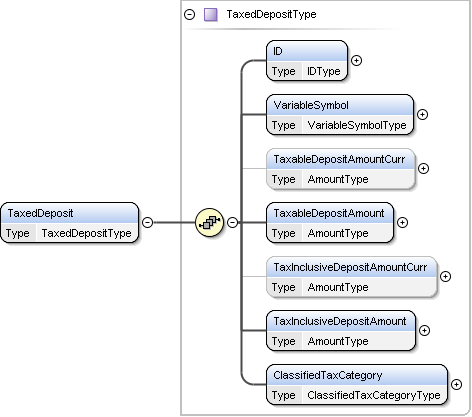 TaxedDepositType
ID
Type IDType
VariableSymbol
Type VariableSymbolType
TaxableDepositAmountCurr
Type AmountType
TaxedDeposit
Type TaxedDepositType
TaxableDepositAmount
Type AmountType
TaxInclusiveDepositAmountCurr
Type AmountType
TaxInclusiveDepositAmount
Type AmountType
ClassifiedTaxCategory
Type ClassifiedTaxCategoryType